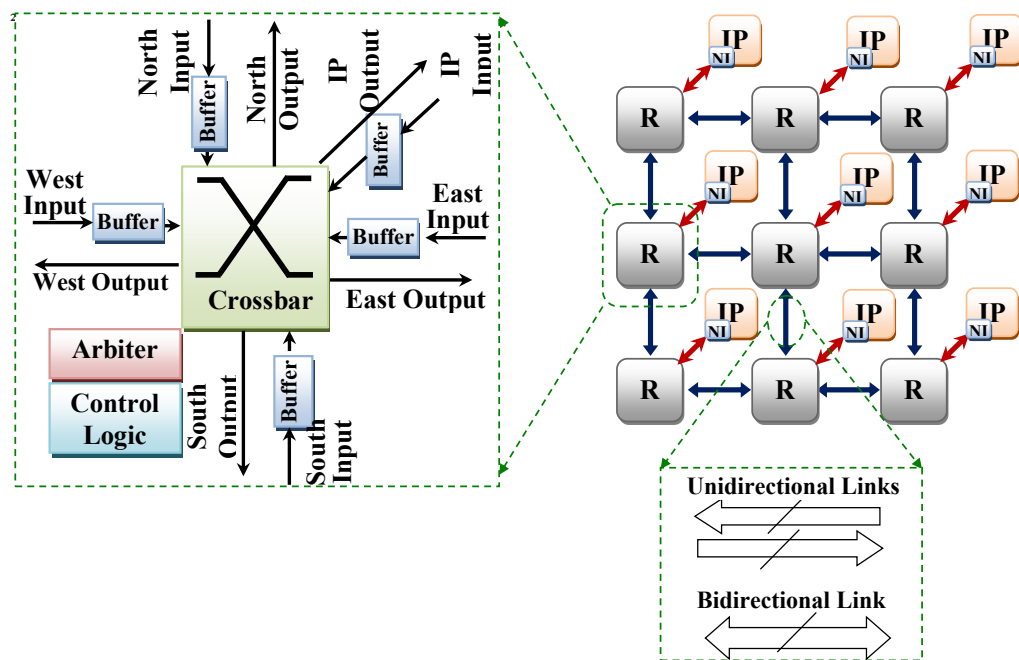 2
North
Input
North
Output
IP
Output
IP
Input
Buffer
Buffer
West
Input
Buffer
East
Input
Buffer
West Output
Crossbar
East Output
Arbiter
Control
Logic
South
Output
Buffer
South
Input
IP
NI
IP
NI
IP
NI
R
R
R
IP
NI
IP
NI
IP
NI
R
R
R
IP
NI
IP
NI
IP
NI
R
R
R
Unidirectional Links
Bidirectional Link